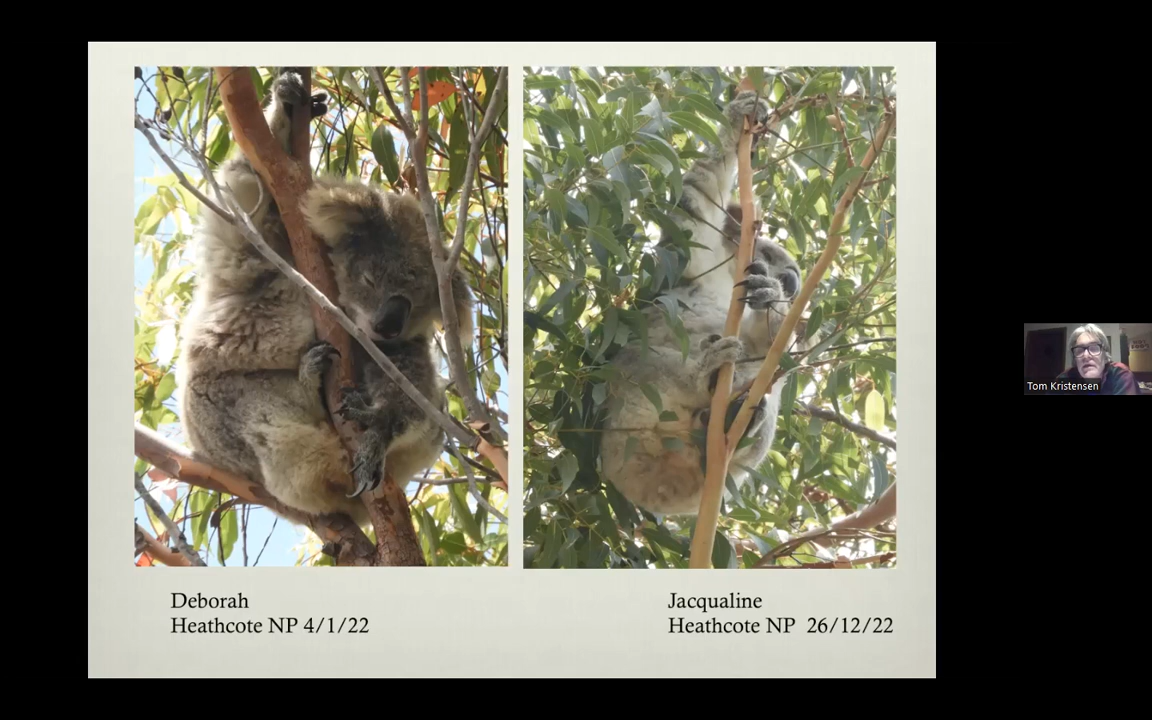 Deborah
Heathcote NP 4/1/22
Jacqualine
Heathcote NP  26/12/22
Tom Kristensen